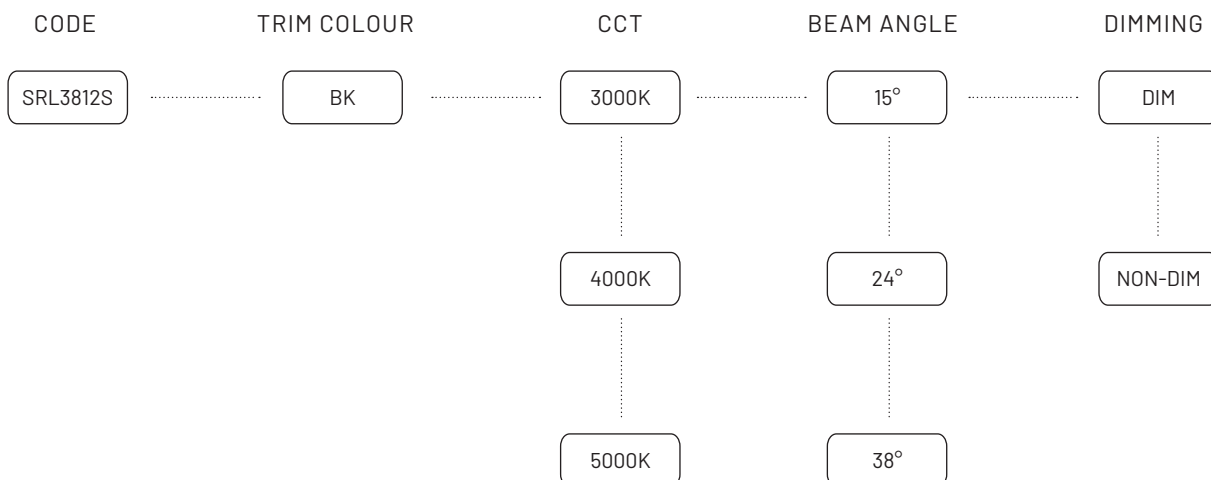 CODE TRIM COLOUR CCT BEAM ANGLE DIMMING
SRL3812S BK 3000K 15° DIM
4000K 24° NON-DIM
5000K 38°